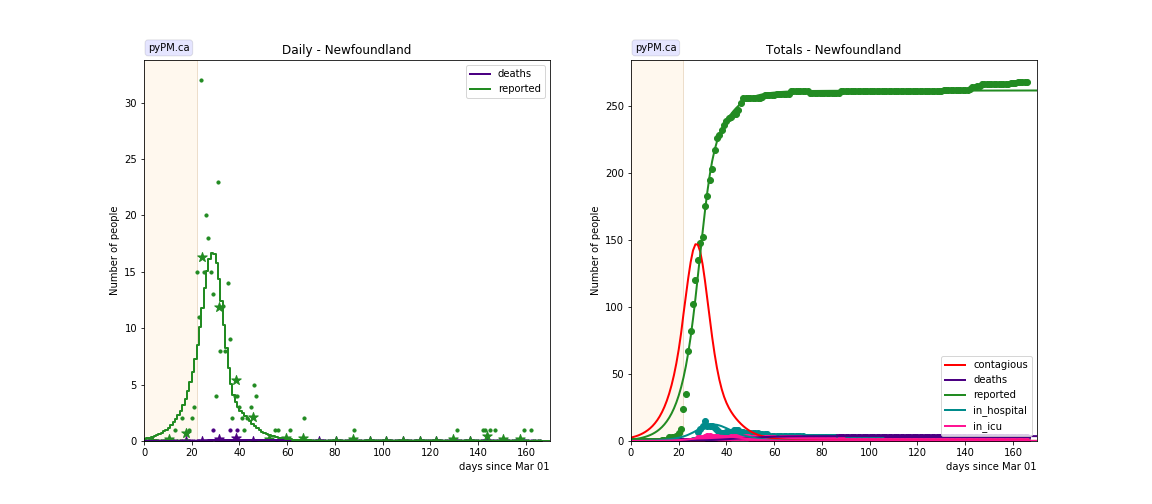 pyPM.ca
Daily - Newfoundland
deaths
reported
Number of people
30
25
20
15
10
5
0
0 20 40 60 80 100 120 140 160
days since Mar 01
pyPM.ca
Totals - Newfoundland
Number of people
250
200
150
100
50
0
contagious
deaths
reported
in_hospital
in_icu
0 20 40 60 80 100 120 140 160
days since Mar 01